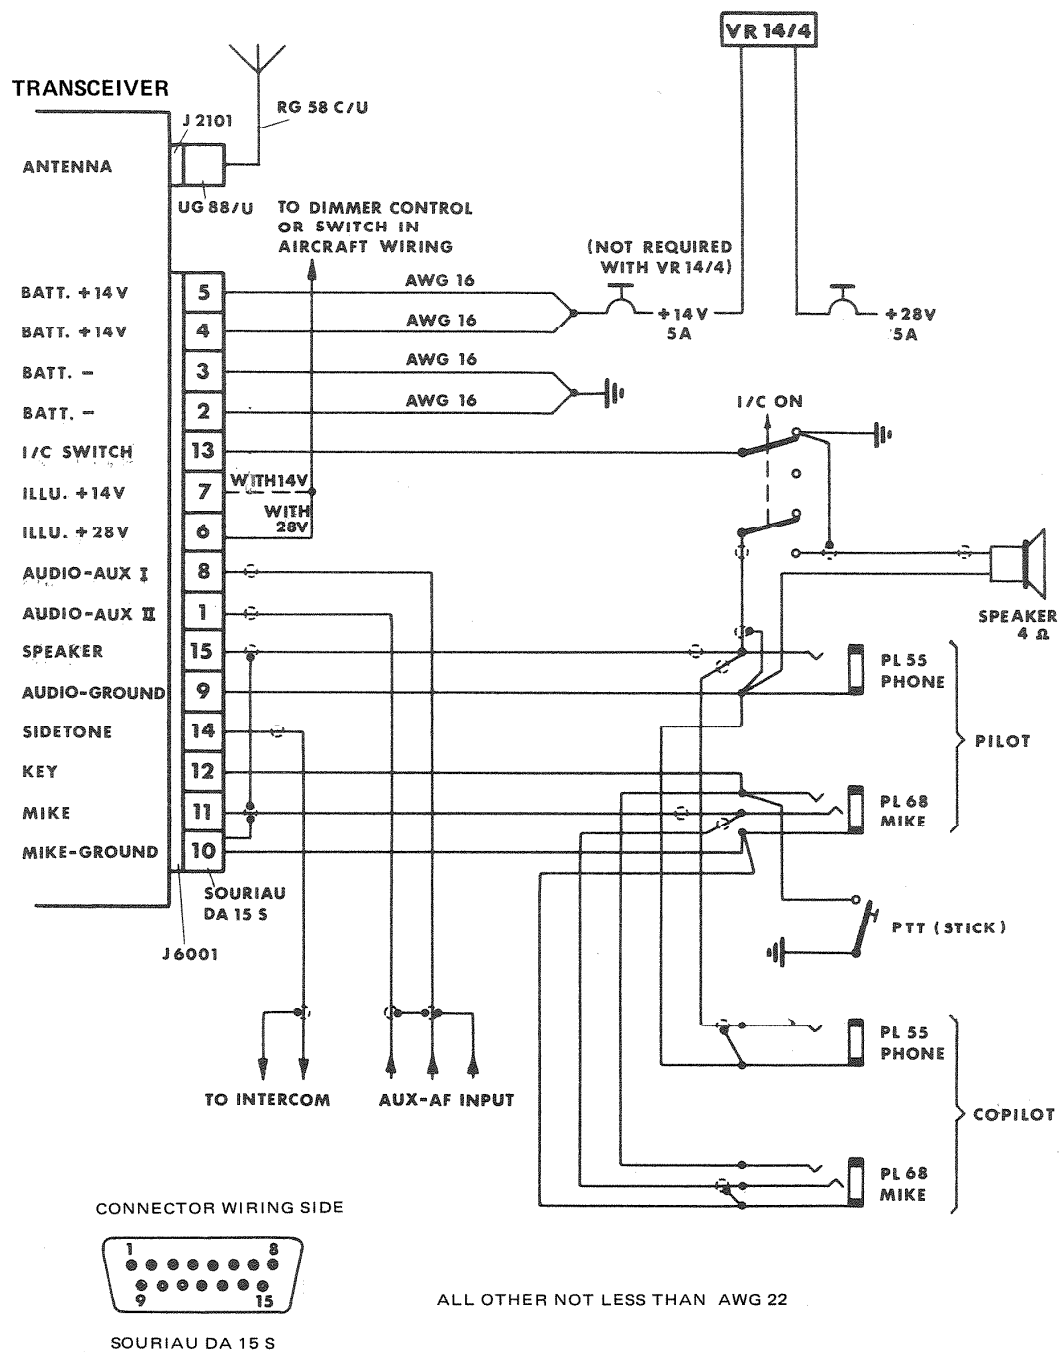 VR 14/4
TRANSCEIVER
RG 58 C/U
J 2101
ANTENNA
UG 88/U
TO DIMMER CONTROL
OR SWITCH IN
AIRCRAFT WIRING
(NOT REQUIRED
WITH VR 14/4)
BATT. +14V 5 AWG 16
+14V
5A
+28V
5A
BATT. +14V 4 AWG 16
BATT. – 3 AWG 16
BATT. – 2 AWG 16
I/C ON
I/C SWITCH 13
ILLU. +14V 7 WITH 14V
ILLU. +28V 6 WITH
28V
AUDIO-AUX I 8
AUDIO-AUX II 1
SPEAKER
4 Ω
SPEAKER 15
PL 55
PHONE
AUDIO-GROUND 9
SIDETONE 14
PILOT
KEY 12
MIKE 11
PL 68
MIKE
MIKE-GROUND 10
SOURIAU
DA 15 S
J6001
PTT (STICK)
PL 55
PHONE
TO INTERCOM
AUX-AF INPUT
COPILOT
PL 68
MIKE
CONNECTOR WIRING SIDE
1 8
9 15
SOURIAU DA 15 S
ALL OTHER NOT LESS THAN AWG 22